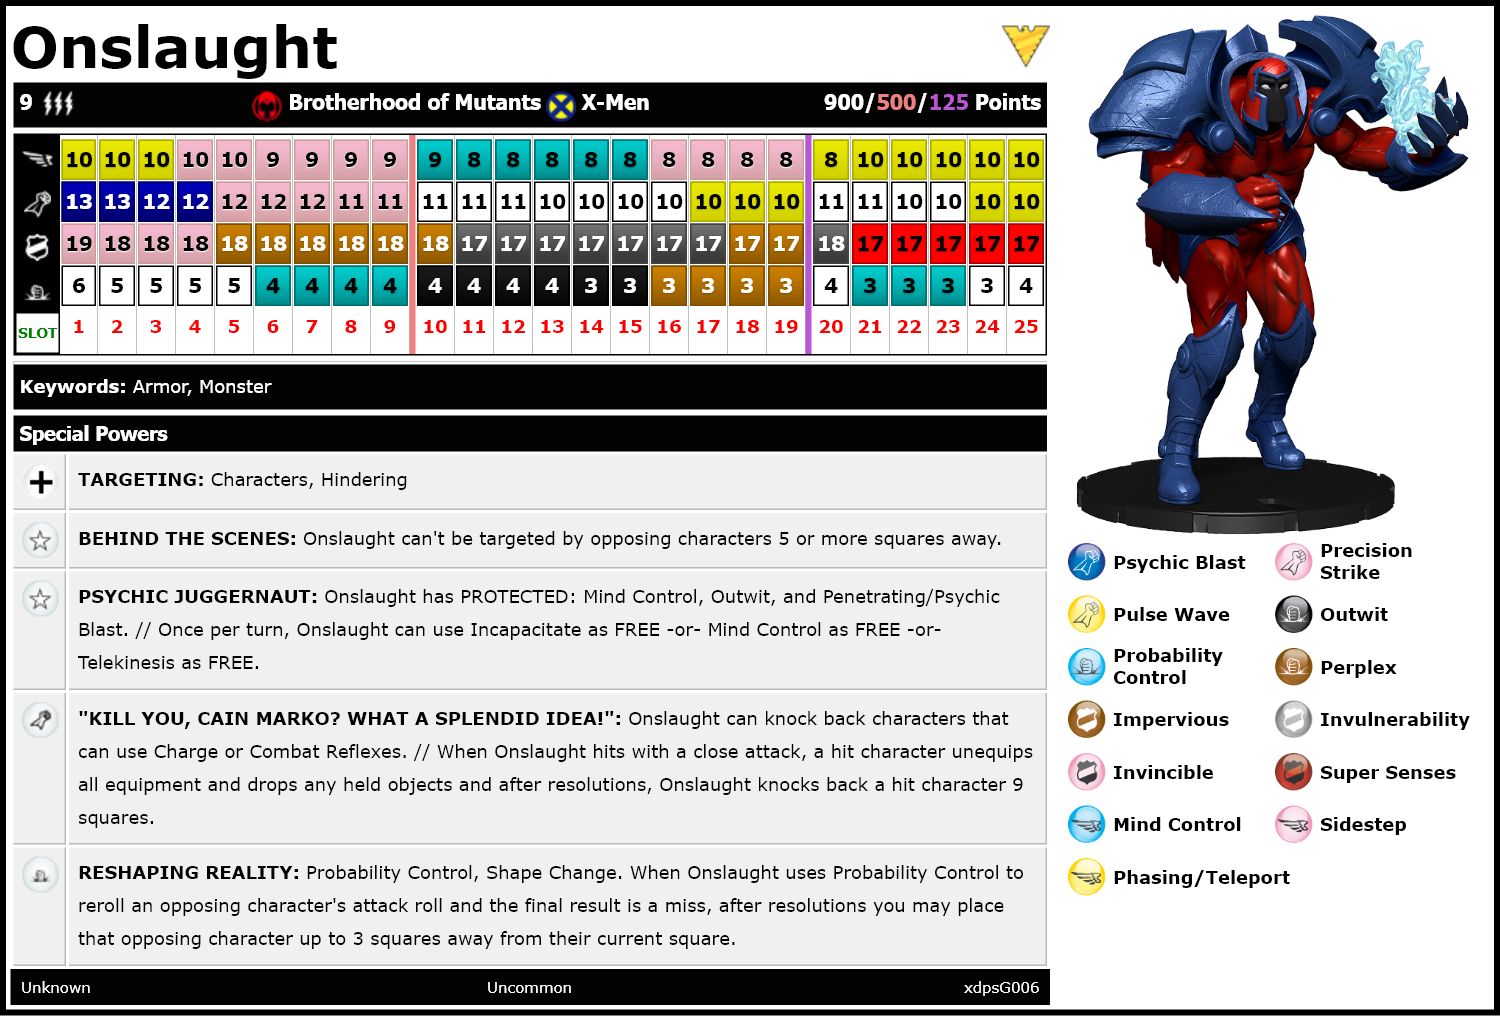 Onslaught
9 Brotherhood of Mutants X-Men 900/500/125 Points
10 10 10 10 10 9 9 9 9 9 8 8 8 8 8 8 8 8 8 8 10 10 10 10 10
13 13 12 12 12 12 12 11 11 11 11 11 10 10 10 10 10 10 10 11 11 10 10 10 10
19 18 18 18 18 18 18 18 18 18 17 17 17 17 17 17 17 17 17 18 17 17 17 17 17
6 5 5 5 5 4 4 4 4 4 4 4 4 3 3 3 3 3 3 4 3 3 3 3 4
SLOT 1 2 3 4 5 6 7 8 9 10 11 12 13 14 15 16 17 18 19 20 21 22 23 24 25
Keywords: Armor, Monster
Special Powers
TARGETING: Characters, Hindering
BEHIND THE SCENES: Onslaught can't be targeted by opposing characters 5 or more squares away.
PSYCHIC JUGGERNAUT: Onslaught has PROTECTED: Mind Control, Outwit, and Penetrating/Psychic
Blast. // Once per turn, Onslaught can use Incapacitate as FREE -or- Mind Control as FREE -or-
Telekinesis as FREE.
"KILL YOU, CAIN MARKO? WHAT A SPLENDID IDEA!": Onslaught can knock back characters that
can use Charge or Combat Reflexes. // When Onslaught hits with a close attack, a hit character unequips
all equipment and drops any held objects and after resolutions, Onslaught knocks back a hit character 9
squares.
RESHAPING REALITY: Probability Control, Shape Change. When Onslaught uses Probability Control to
reroll an opposing character's attack roll and the final result is a miss, after resolutions you may place
that opposing character up to 3 squares away from their current square.
Unknown Uncommon xdpsG006
Psychic Blast
Precision
Strike
Pulse Wave
Outwit
Probability
Control
Perplex
Impervious
Invulnerability
Invincible
Super Senses
Mind Control
Sidestep
Phasing/Teleport